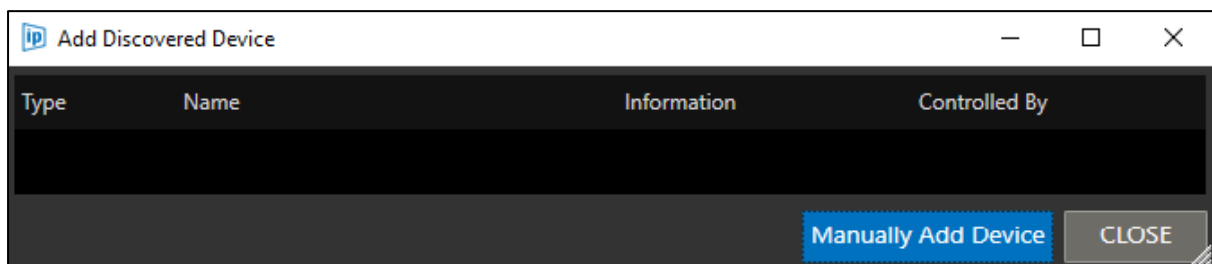 ip Add Discovered Device
Type Name Information Controlled By
Manually Add Device CLOSE